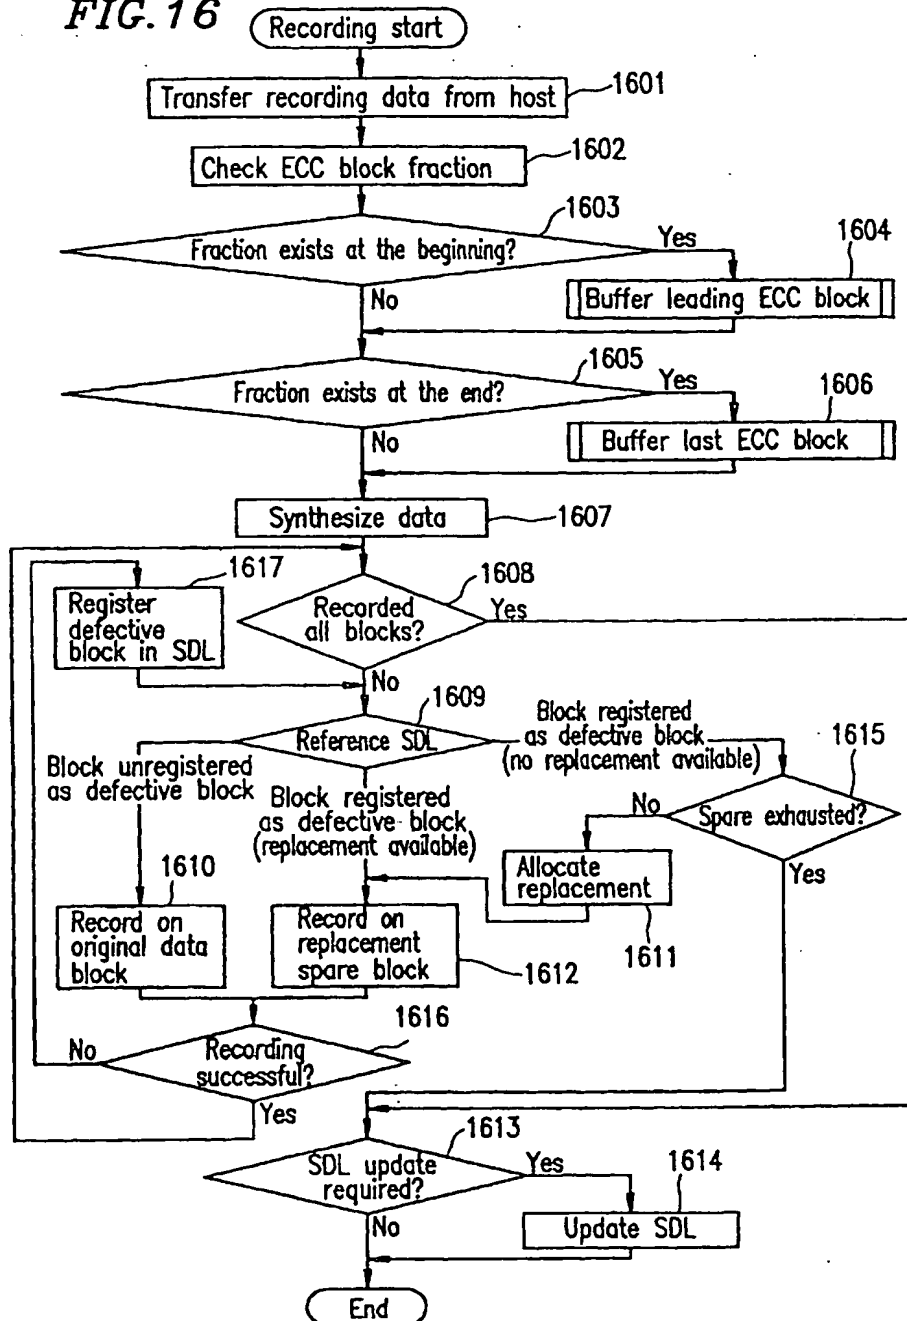 FIG. 16
Recording start
Transfer recording data from host
1601
Check ECC block fraction
1602
1603
Fraction exists at the beginning?
Yes
1604
Buffer leading ECC block
No
1605
Fraction exists at the end?
Yes
1606
Buffer last ECC block
No
Synthesize data
1607
1617
Register
defective
block in SDL
1608
Recorded
all blocks?
Yes
No
1609
Reference SDL
Block registered
as defective block
(no replacement available)
1615
Block unregistered
as defective block
Block registered
as defective block
(replacement available)
No
Spare exhausted?
Yes
Allocate
replacement
1611
1610
Record on
original data
block
Record on
replacement
spare block
1612
1616
No
Recording
successful?
Yes
1613
SDL update
required?
Yes
1614
Update SDL
No
End